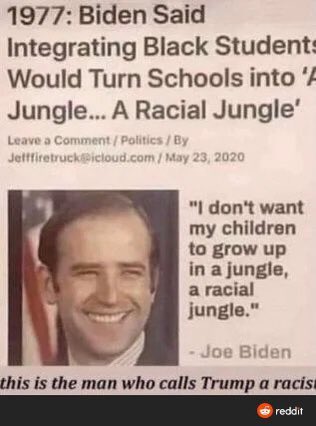 1977: Biden Said
Integrating Black Students
Would Turn Schools into 'A
Jungle... A Racial Jungle'
Leave a Comment / Politics / By
Jefffiretruck@icloud.com / May 23, 2020
"I don't want
my children
to grow up
in a jungle,
a racial
jungle."
- Joe Biden
this is the man who calls Trump a racist
reddit